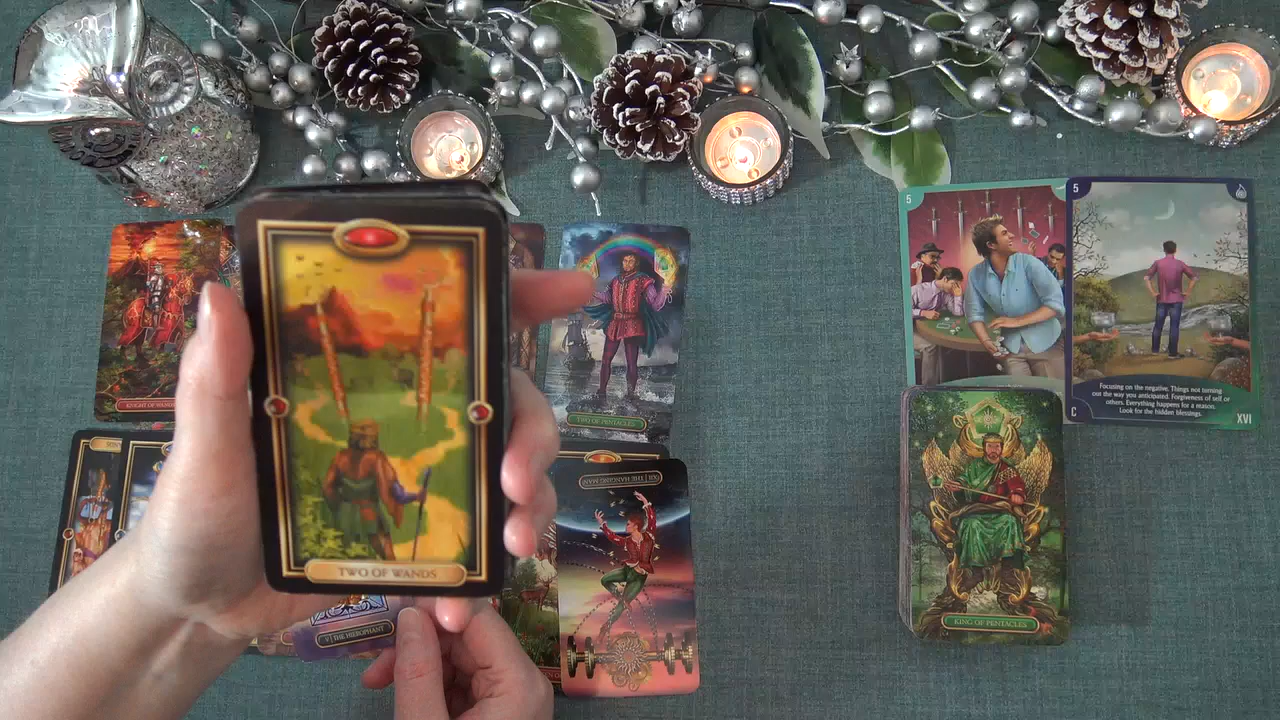 KNIGHT OF WANDS
TWO OF WANDS
V | THE HIEROPHANT
TWO OF PENTACLES
XII | THE HANGING MAN
5
5
Focusing on the negative. Things not turning
out the way you anticipated. Forgiveness of self or
others. Everything happens for a reason.
Look for the hidden blessings.
C
XVI
KING OF PENTACLES